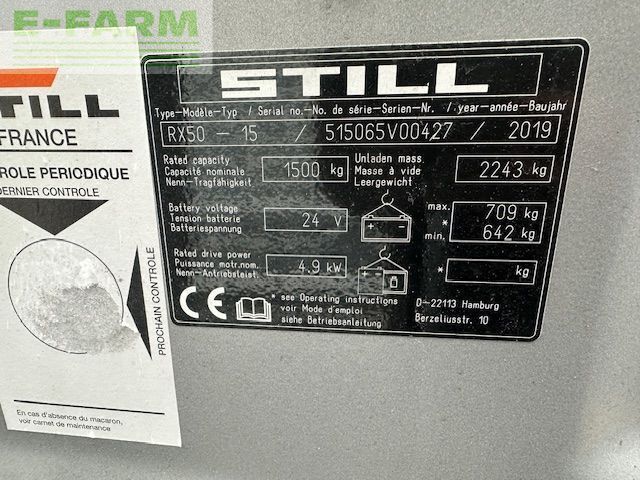 E-FARM
STILL
FRANCE
ROLE PERIODIQUE
DERNIER CONTROLE
PROCHAIN CONTROLE
En cas d'absence du macaron,
voir carnet de maintenance
STILL
Type-Modèle-Typ / Serial no.-No. de série-Serien-Nr. / year-année-Baujahr
RX50 - 15 / 515065V00427 / 2019
Rated capacity
Capacité nominale
Nenn-Tragfähigkeit
1500 kg
Unladen mass
Masse à vide
Leergewicht
2243 kg
Battery voltage
Tension batterie
Batteriespannung
24 V
max. 709 kg
*
min. 642 kg
Rated drive power
Puissance motr.nom.
Nenn-Antriebsleist.
4.9 kW
* kg
CE
* see Operating instructions
voir Mode d'emploi
siehe Betriebsanleitung
D-22113 Hamburg
Berzeliusstr. 10